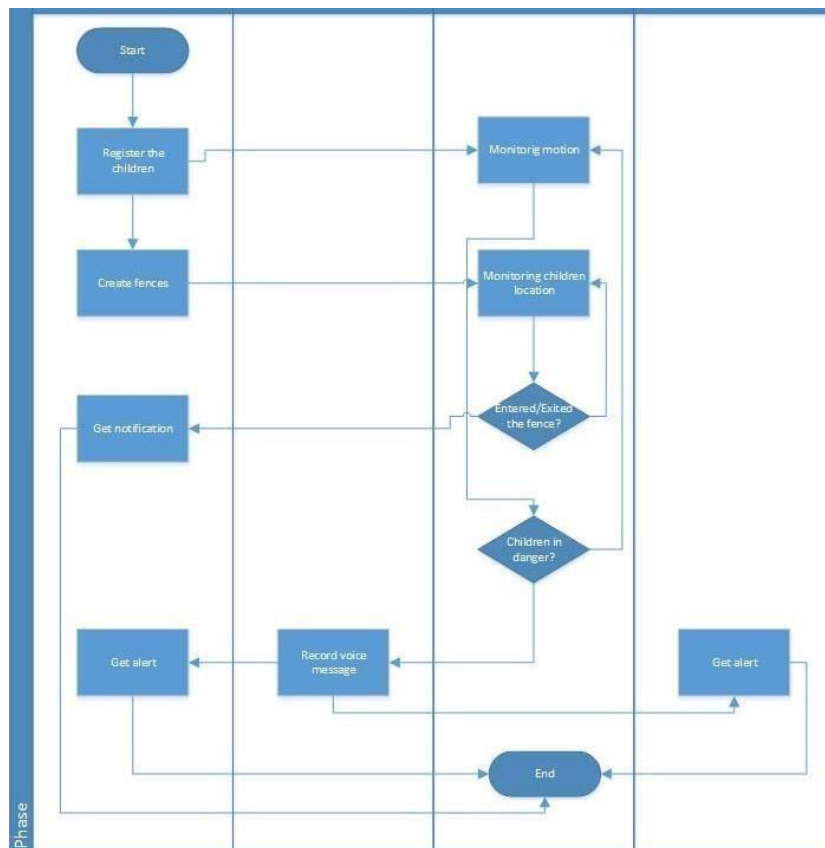 Start
Register the
children
Monitorig motion
Create fences
Monitoring children
location
Entered/Exited
the fence?
Get notification
Children in
danger?
Get alert
Record voice
message
Get alert
End
Phase